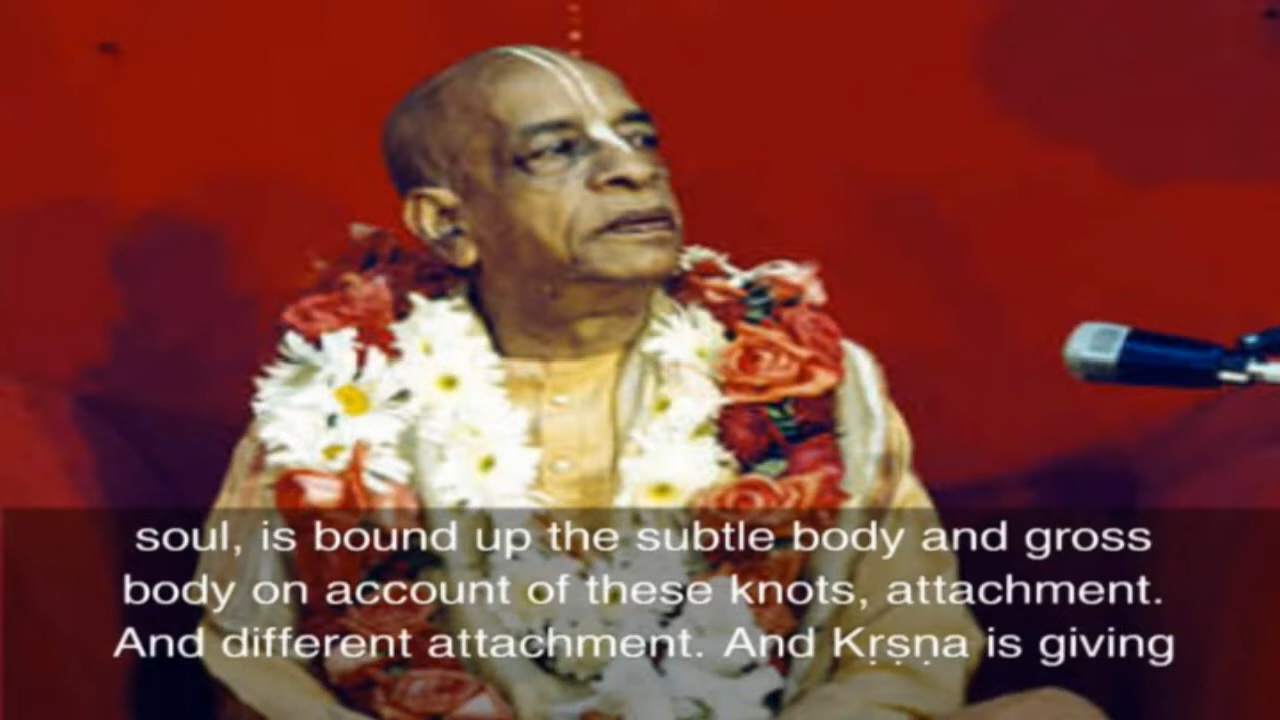 soul, is bound up the subtle body and gross
body on account of these knots, attachment.
And different attachment. And Kṛṣṇa is giving